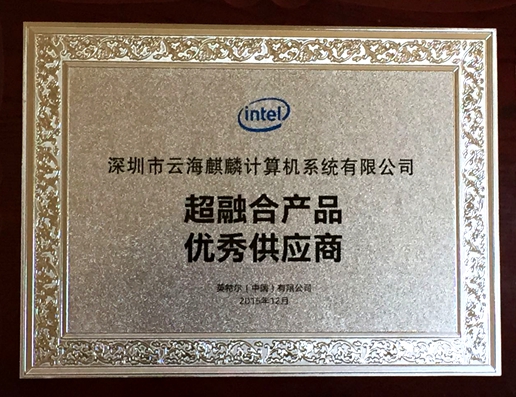 intel
深圳市云海麒麟计算机系统有限公司
超融合产品
优秀供应商
英特尔（中国）有限公司
2015年12月